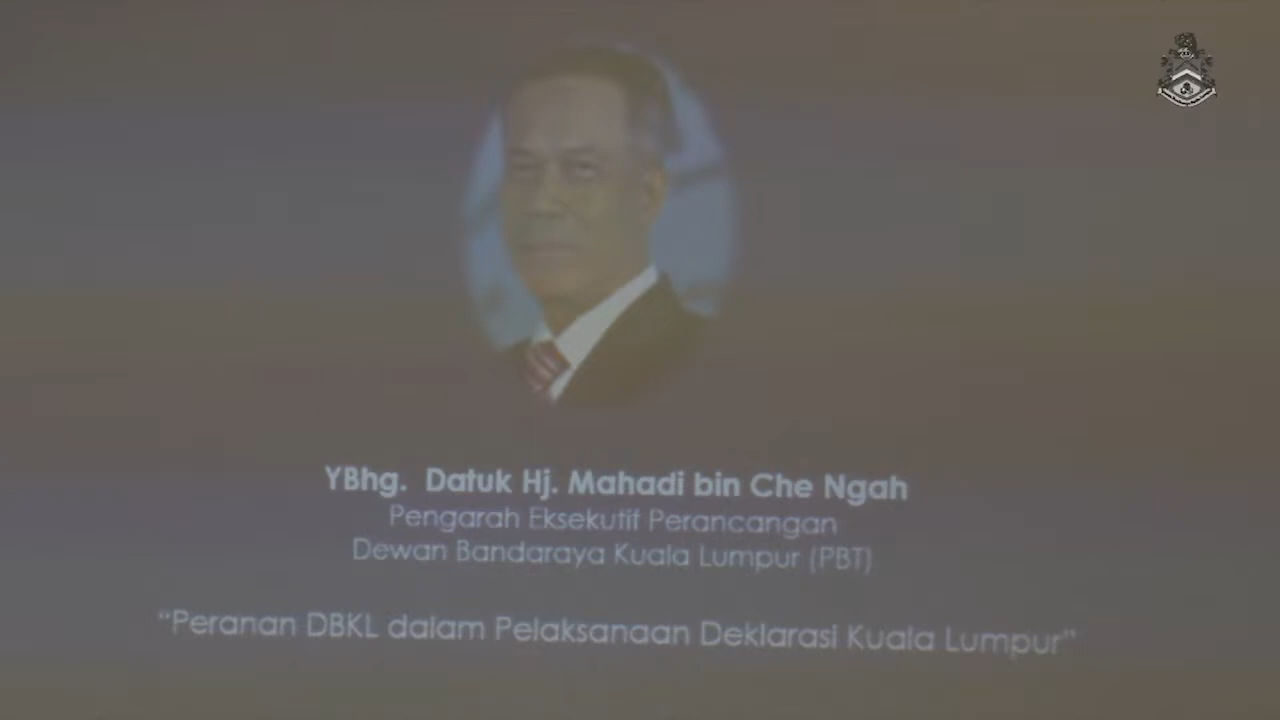 YBhg. Datuk Hj. Mahadi bin Che Ngah
Pengarah Eksekutif Perancangan
Dewan Bandaraya Kuala Lumpur (PBT)
“Peranan DBKL dalam Pelaksanaan Deklarasi Kuala Lumpur”